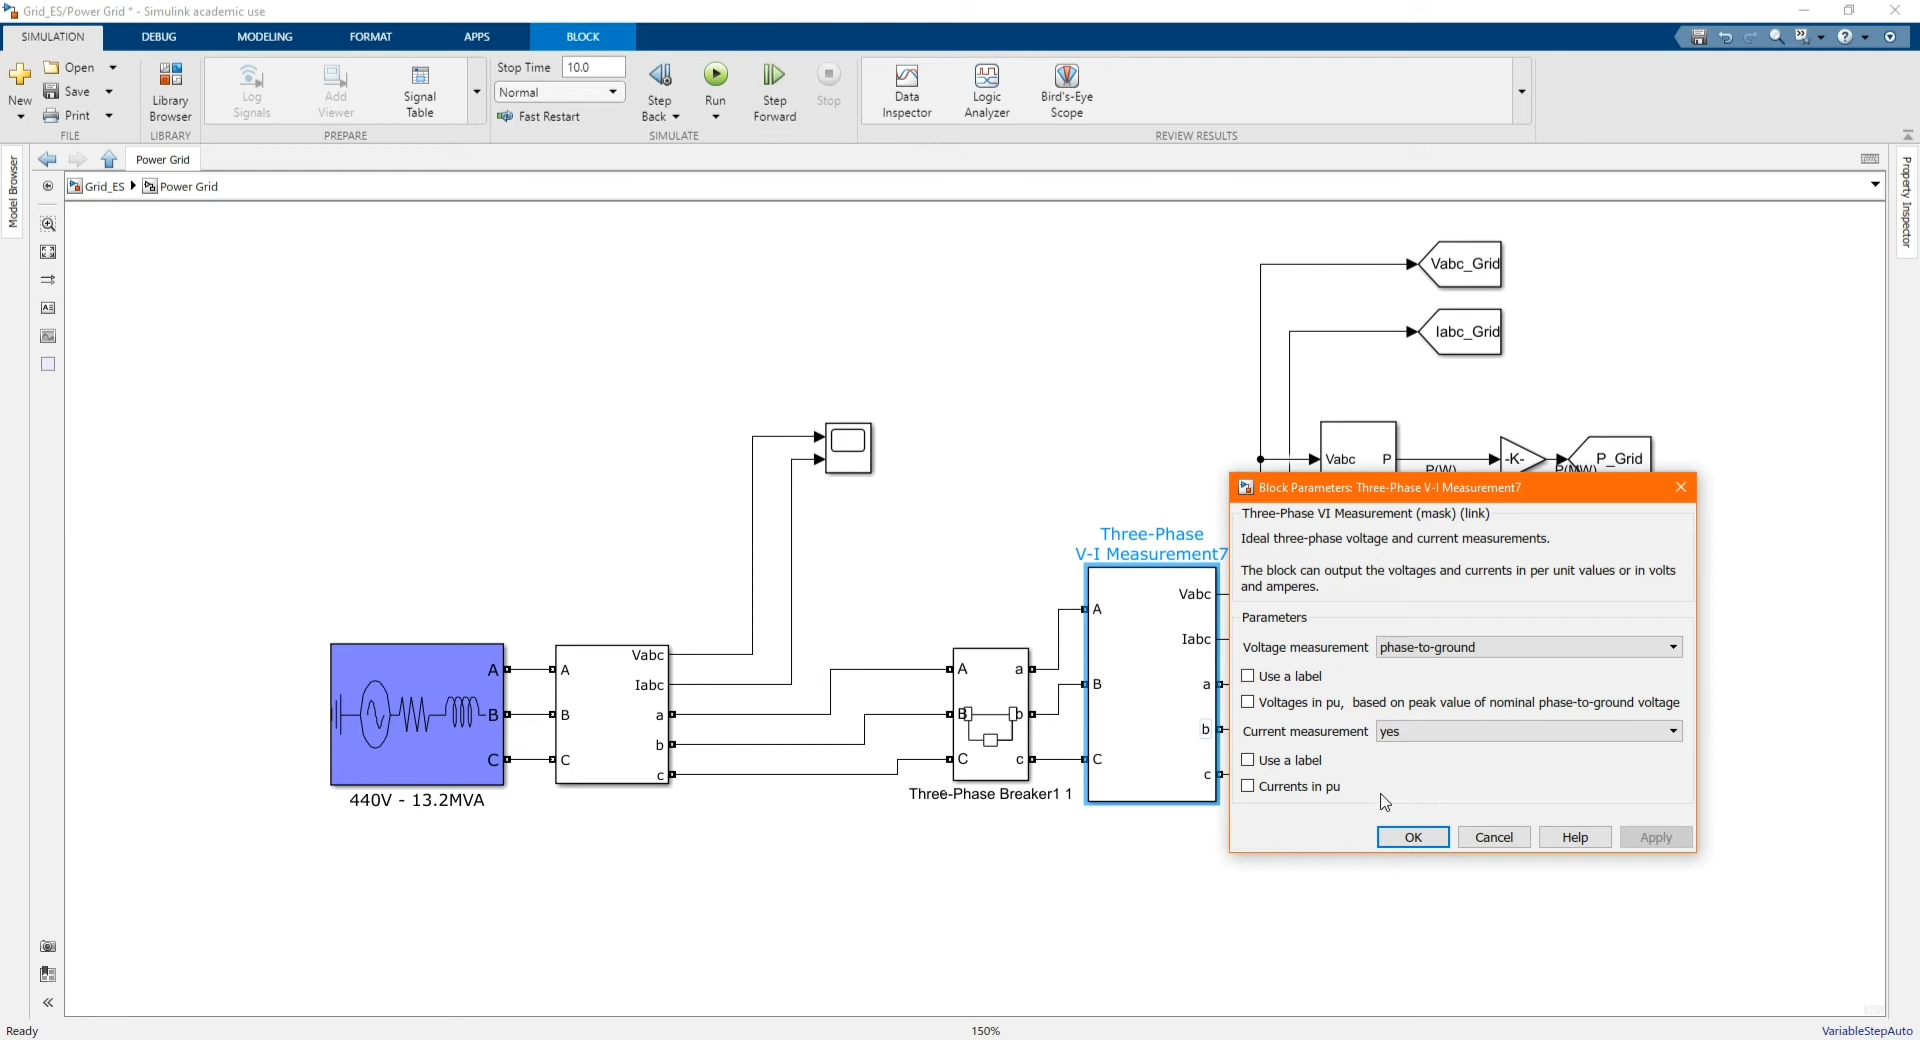 Grid_ES/Power Grid * - Simulink academic use
SIMULATION DEBUG MODELING FORMAT APPS BLOCK
New
Open
Save
Print
FILE
Library
Browser
LIBRARY
Log
Signals
Add
Viewer
Signal
Table
PREPARE
Stop Time 10.0
Normal
Fast Restart
Step
Back
Run
Step
Forward
Stop
SIMULATE
Data
Inspector
Logic
Analyzer
Bird's-Eye
Scope
REVIEW RESULTS
Model Browser
Property Inspector
Power Grid
Grid_ES Power Grid
Vabc_Grid
Iabc_Grid
Vabc P
P(W)
-K-
P(MW)
P_Grid
A
B
C
440V - 13.2MVA
A
B
C
Vabc
Iabc
a
b
c
A
B
C
a
b
c
Three-Phase Breaker1 1
Three-Phase
V-I Measurement7
A
B
C
Vabc
Iabc
a
b
c
Block Parameters: Three-Phase V-I Measurement7
Three-Phase VI Measurement (mask) (link)
Ideal three-phase voltage and current measurements.
The block can output the voltages and currents in per unit values or in volts
and amperes.
Parameters
Voltage measurement phase-to-ground
Use a label
Voltages in pu, based on peak value of nominal phase-to-ground voltage
Current measurement yes
Use a label
Currents in pu
OK Cancel Help Apply
Ready
150%
VariableStepAuto